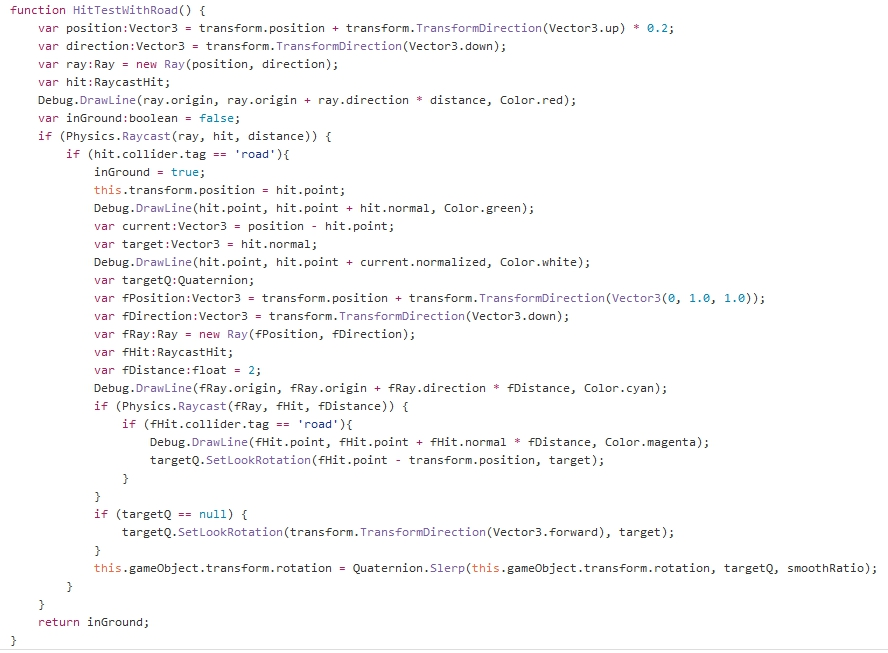 function HitTestWithRoad() {
    var position:Vector3 = transform.position + transform.TransformDirection(Vector3.up) * 0.2;
    var direction:Vector3 = transform.TransformDirection(Vector3.down);
    var ray:Ray = new Ray(position, direction);
    var hit:RaycastHit;
    Debug.DrawLine(ray.origin, ray.origin + ray.direction * distance, Color.red);
    var inGround:boolean = false;
    if (Physics.Raycast(ray, hit, distance)) {
        if (hit.collider.tag == 'road'){
            inGround = true;
            this.transform.position = hit.point;
            Debug.DrawLine(hit.point, hit.point + hit.normal, Color.green);
            var current:Vector3 = position - hit.point;
            var target:Vector3 = hit.normal;
            Debug.DrawLine(hit.point, hit.point + current.normalized, Color.white);
            var targetQ:Quaternion;
            var fPosition:Vector3 = transform.position + transform.TransformDirection(Vector3(0, 1.0, 1.0));
            var fDirection:Vector3 = transform.TransformDirection(Vector3.down);
            var fRay:Ray = new Ray(fPosition, fDirection);
            var fHit:RaycastHit;
            var fDistance:float = 2;
            Debug.DrawLine(fRay.origin, fRay.origin + fRay.direction * fDistance, Color.cyan);
            if (Physics.Raycast(fRay, fHit, fDistance)) {
                if (fHit.collider.tag == 'road'){
                    Debug.DrawLine(fHit.point, fHit.point + fHit.normal * fDistance, Color.magenta);
                    targetQ.SetLookRotation(fHit.point - transform.position, target);
                }
            }
            if (targetQ == null) {
                targetQ.SetLookRotation(transform.TransformDirection(Vector3.forward), target);
            }
            this.gameObject.transform.rotation = Quaternion.Slerp(this.gameObject.transform.rotation, targetQ, smoothRatio);
        }
    }
    return inGround;
}